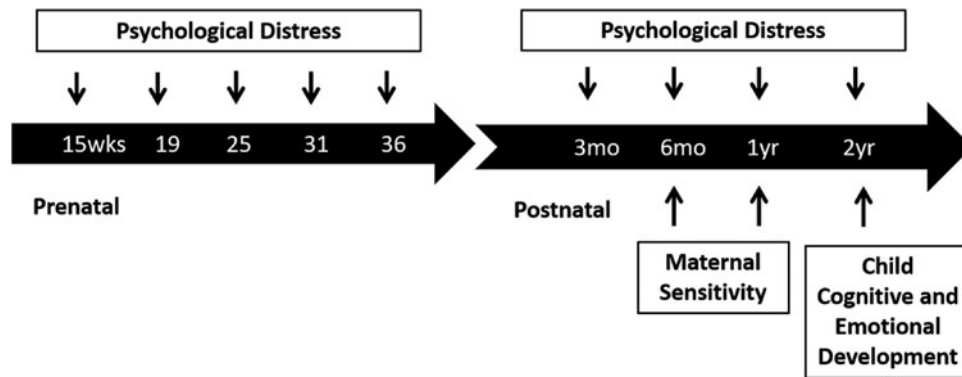 Psychological Distress
Psychological Distress
15wks 19 25 31 36
3mo 6mo 1yr 2yr
Prenatal
Postnatal
Maternal
Sensitivity
Child
Cognitive and
Emotional
Development